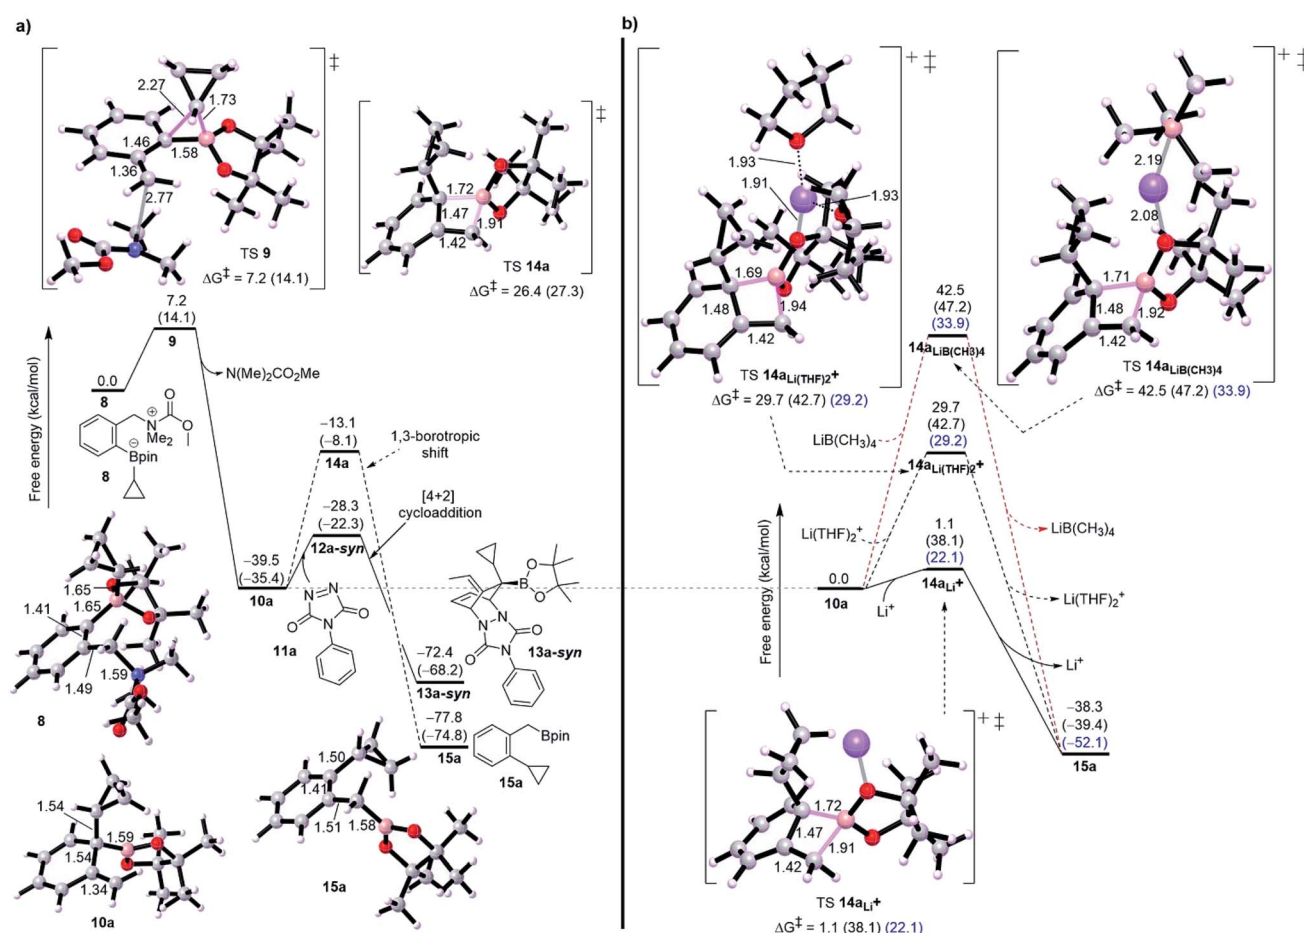 a)
‡
2.27
1.73
1.46
1.58
1.36
2.77
TS 9
ΔG‡ = 7.2 (14.1)
‡
1.72
1.47
1.91
1.42
TS 14a
ΔG‡ = 26.4 (27.3)
Free energy (kcal/mol)
7.2
(14.1)
9
N(Me)2CO2Me
0.0
8
N
⊕
Me2
O
O
⊖
Bpin
8
−13.1
(−8.1)
14a
1,3-borotropic
shift
−28.3
(−22.3)
12a-syn
[4+2]
cycloaddition
−39.5
(−35.4)
10a
N
N
O
N
O
11a
O
B
O
N
N
O
O
N
13a-syn
−72.4
(−68.2)
13a-syn
−77.8
(−74.8)
15a
Bpin
15a
1.65
1.65
1.41
1.49
1.59
8
1.54
1.59
1.54
1.34
10a
1.50
1.41
1.51
1.58
15a
b)
+ ‡
1.93
1.91
1.93
1.69
1.94
1.48
1.42
TS 14aLi(THF)2+
ΔG‡ = 29.7 (42.7) (29.2)
+ ‡
2.19
2.08
1.71
1.48
1.92
1.42
TS 14aLiB(CH3)4
ΔG‡ = 42.5 (47.2) (33.9)
42.5
(47.2)
(33.9)
14aLiB(CH3)4
LiB(CH3)4
29.7
(42.7)
(29.2)
14aLi(THF)2+
Li(THF)2+
1.1
(38.1)
(22.1)
14aLi+
Free energy (kcal/mol)
0.0
10a
Li+
LiB(CH3)4
Li(THF)2+
Li+
−38.3
(−39.4)
(−52.1)
15a
+ ‡
1.72
1.47
1.91
1.42
TS 14aLi+
ΔG‡ = 1.1 (38.1) (22.1)